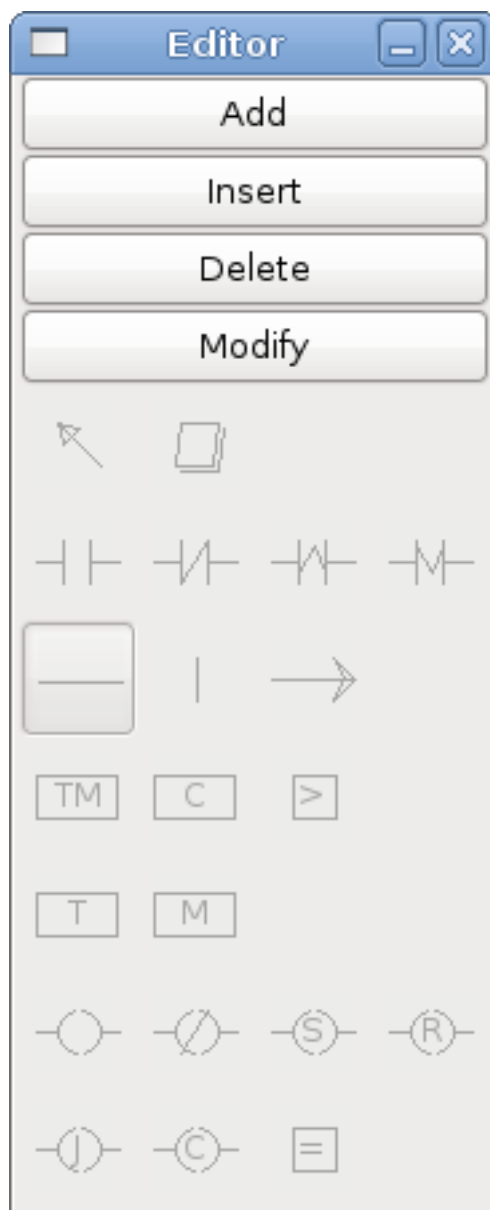 Editor
Add
Insert
Delete
Modify
TM C >
T M
S R
J C =